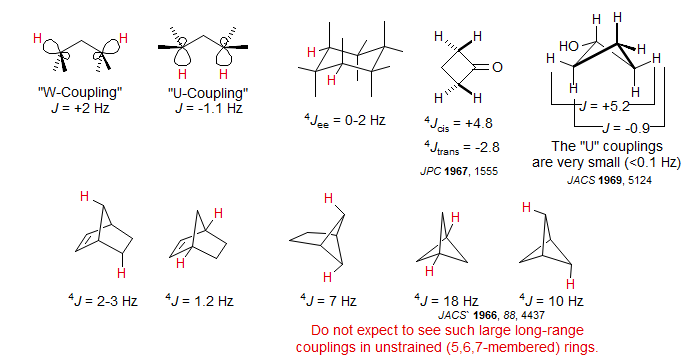 H H
"W-Coupling"
J = +2 Hz
H H
"U-Coupling"
J = -1.1 Hz
H
H
⁴Jee = 0-2 Hz
H H
O
H H
⁴Jcis = +4.8
⁴Jtrans = -2.8
JPC 1967, 1555
H
HO H
H H
H
J = +5.2
J = -0.9
The "U" couplings
are very small (<0.1 Hz)
JACS 1969, 5124
H
H
⁴J = 2-3 Hz
H
H
⁴J = 1.2 Hz
H
H
⁴J = 7 Hz
H
H
⁴J = 18 Hz
H
H
⁴J = 10 Hz
JACS` 1966, 88, 4437
Do not expect to see such large long-range
couplings in unstrained (5,6,7-membered) rings.